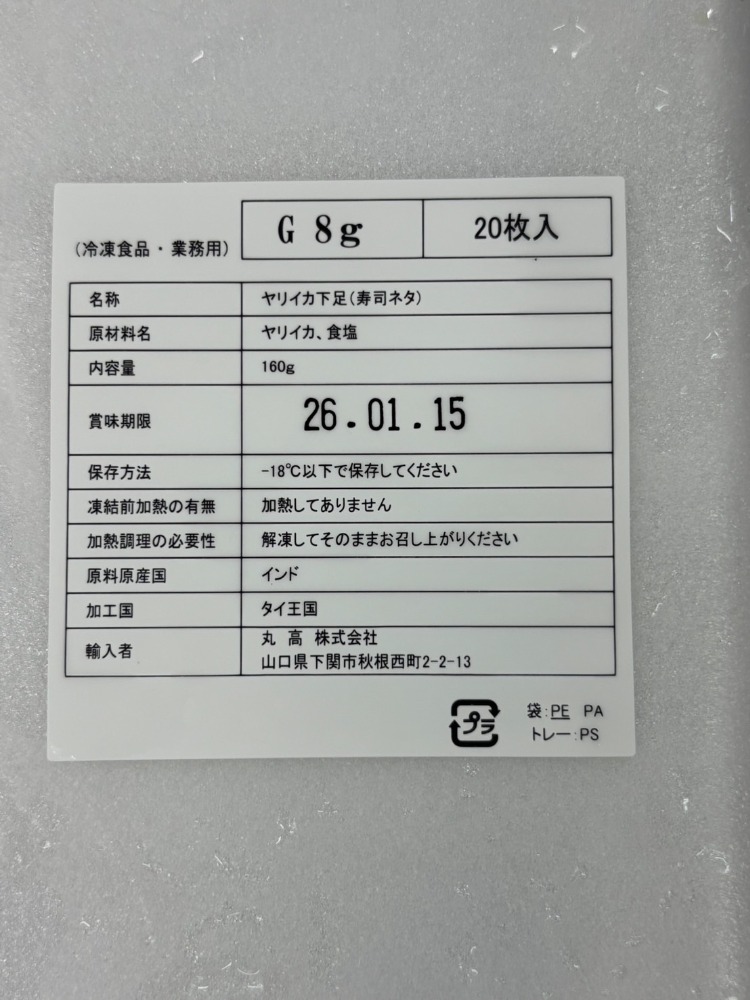 (冷凍食品・業務用) G 8g 20枚入
名称 ヤリイカ下足(寿司ネタ)
原材料名 ヤリイカ、食塩
内容量 160g
賞味期限 26.01.15
保存方法 -18℃以下で保存してください
凍結前加熱の有無 加熱してありません
加熱調理の必要性 解凍してそのままお召し上がりください
原料原産国 インド
加工国 タイ王国
輸入者 丸 高 株式会社
山口県下関市秋根西町2-2-13
プラ 袋:PE PA
トレー:PS